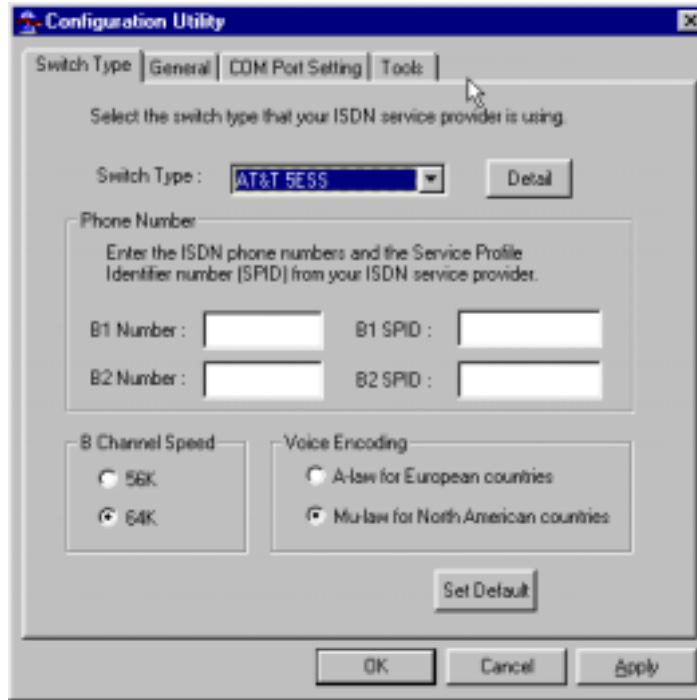 Configuration Utility
Switch Type General COM Port Setting Tools
Select the switch type that your ISDN service provider is using.
Switch Type : AT&T 5ESS Detail
Phone Number
Enter the ISDN phone numbers and the Service Profile
Identifier number (SPID) from your ISDN service provider.
B1 Number : B1 SPID :
B2 Number : B2 SPID :
B Channel Speed Voice Encoding
56K A-law for European countries
64K Mu-law for North American countries
Set Default
OK Cancel Apply